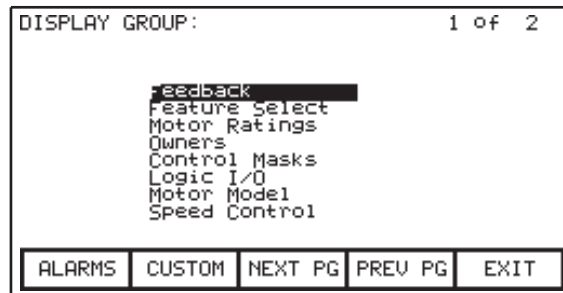 DISPLAY GROUP: 1 of 2
Feedback
Feature Select
Motor Ratings
Owners
Control Masks
Logic I/O
Motor Model
Speed Control
ALARMS CUSTOM NEXT PG PREV PG EXIT